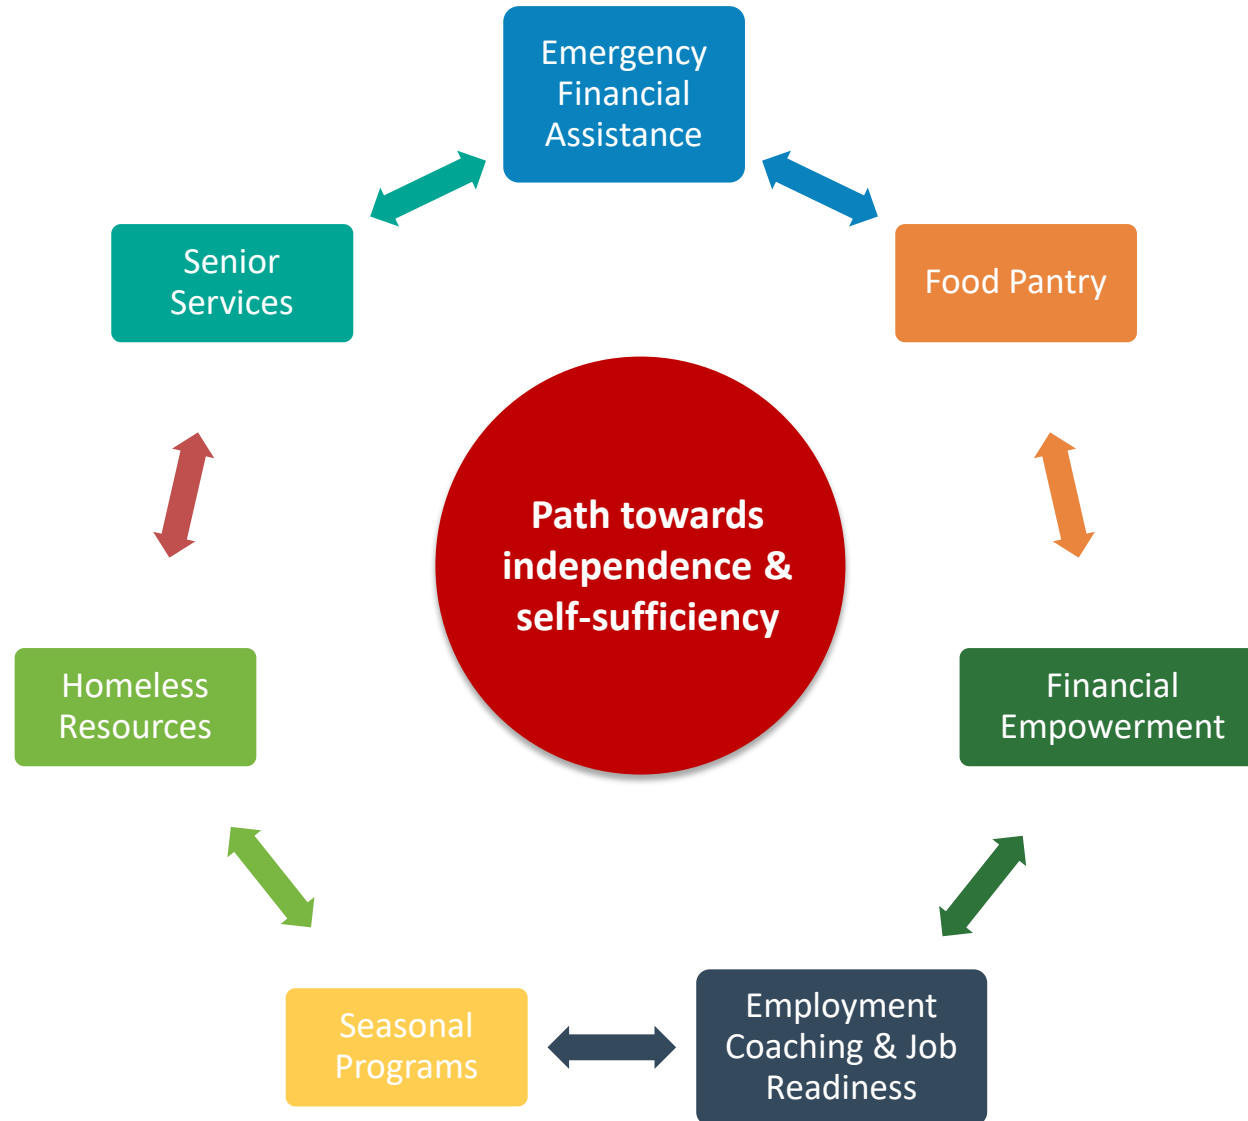 Emergency
Financial
Assistance
Food Pantry
Financial
Empowerment
Employment
Coaching & Job
Readiness
Seasonal
Programs
Homeless
Resources
Senior
Services
Path towards
independence &
self-sufficiency